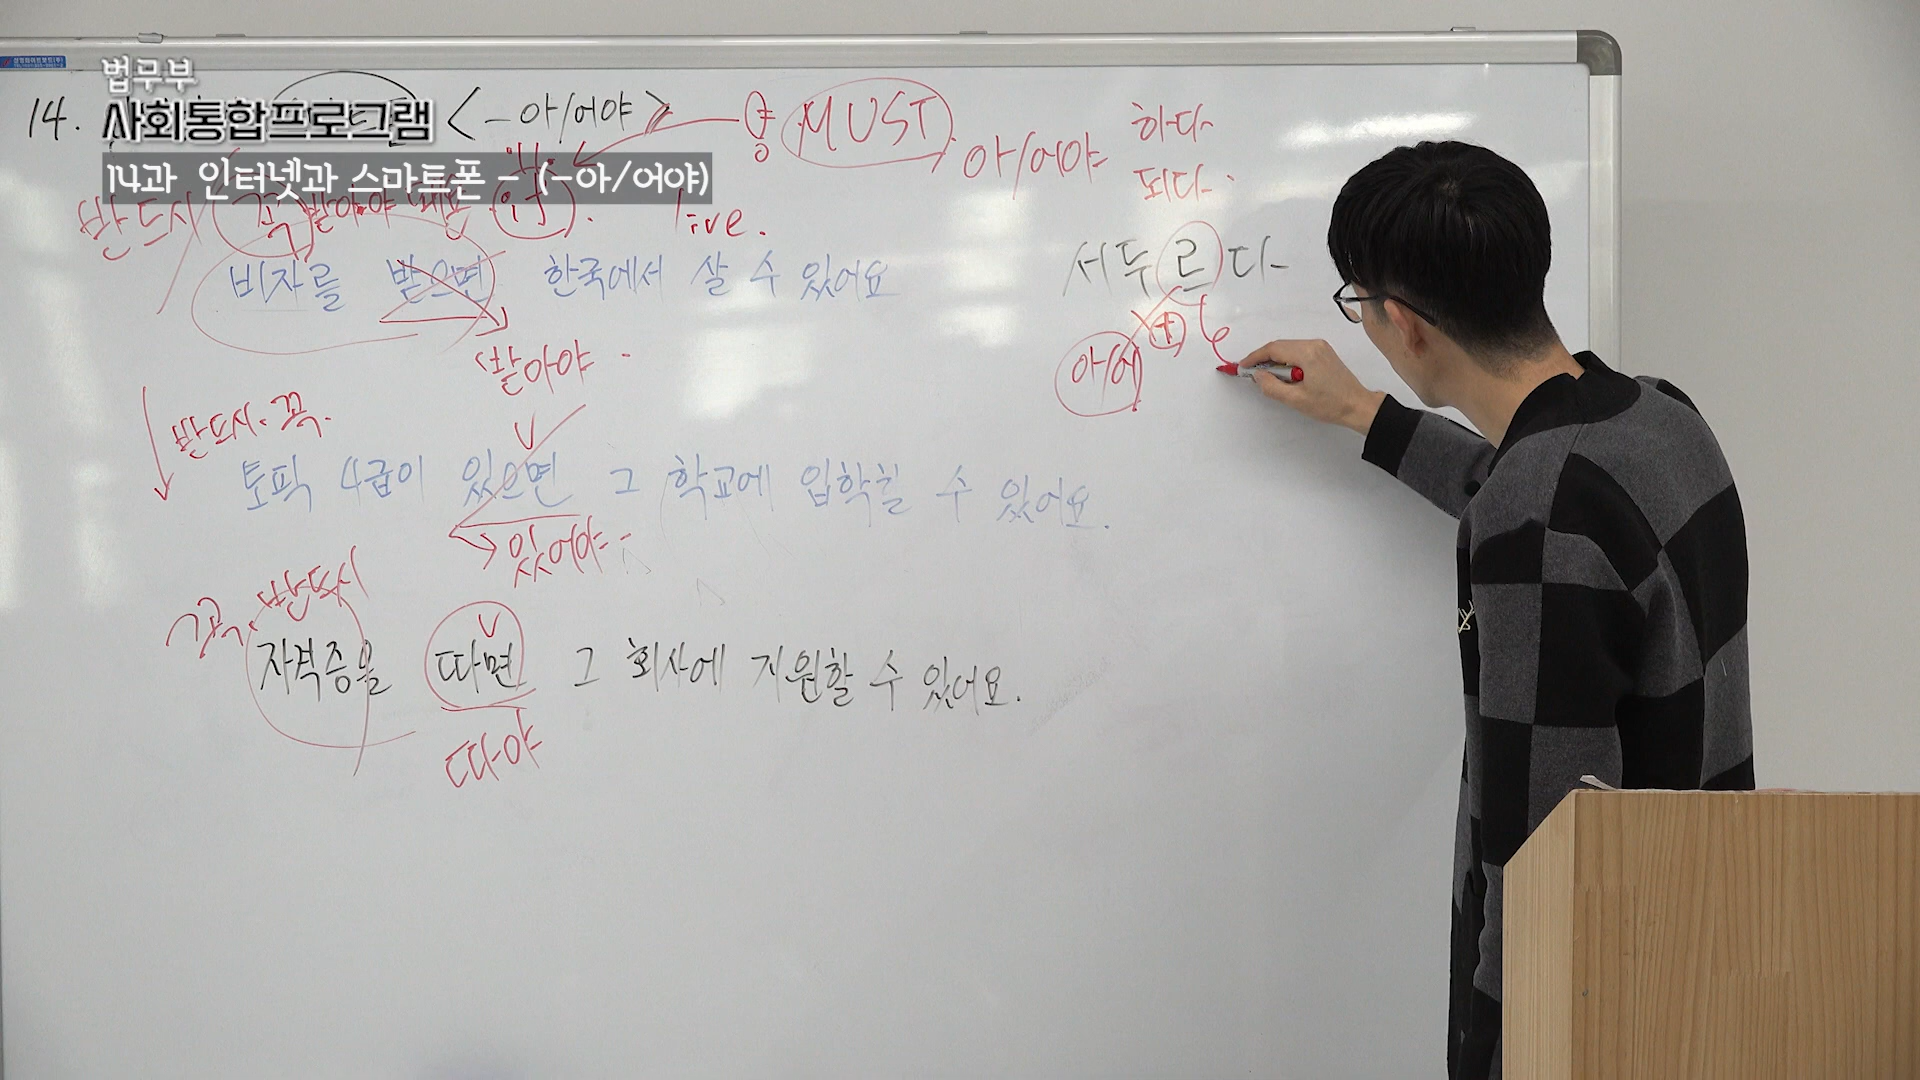 법무부
사회통합프로그램
14과 인터넷과 스마트폰 - (-아/어야)
14. <-아/어야>
MUST
아/어야
하다
되다
반드시 꼭 받아야
live.
비자를 받으면 한국에서 살 수 있어요
받아야
서두르다
아/어
+
반드시. 꼭.
토픽 4급이 있으면 그 학교에 입학할 수 있어요.
있어야
꼭, 반드시
자격증을 따면 그 회사에 지원할 수 있어요.
따야